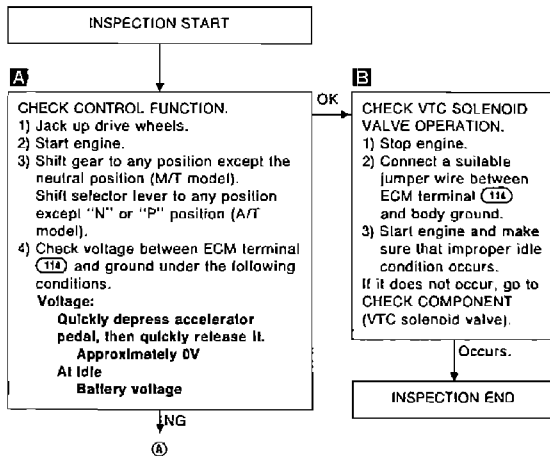 INSPECTION START
A
CHECK CONTROL FUNCTION.
1) Jack up drive wheels.
2) Start engine.
3) Shift gear to any position except the
neutral position (M/T model).
Shift selector lever to any position
except "N" or "P" position (A/T
model).
4) Check voltage between ECM terminal
114 and ground under the following
conditions.
Voltage:
Quickly depress accelerator
pedal, then quickly release it.
Approximately 0V
At idle
Battery voltage
NG
Ⓐ
OK
B
CHECK VTC SOLENOID
VALVE OPERATION.
1) Stop engine.
2) Connect a suitable
jumper wire between
ECM terminal 114
and body ground.
3) Start engine and make
sure that improper idle
condition occurs.
If it does not occur, go to
CHECK COMPONENT
(VTC solenoid valve).
Occurs.
INSPECTION END